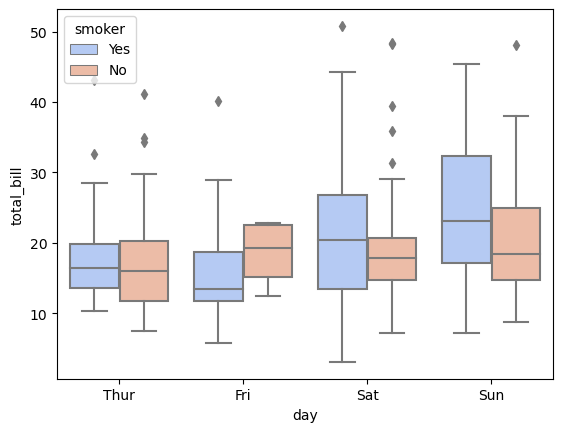 smoker
Yes
No
50
40
30
20
10
total_bill
Thur
Fri
Sat
Sun
day